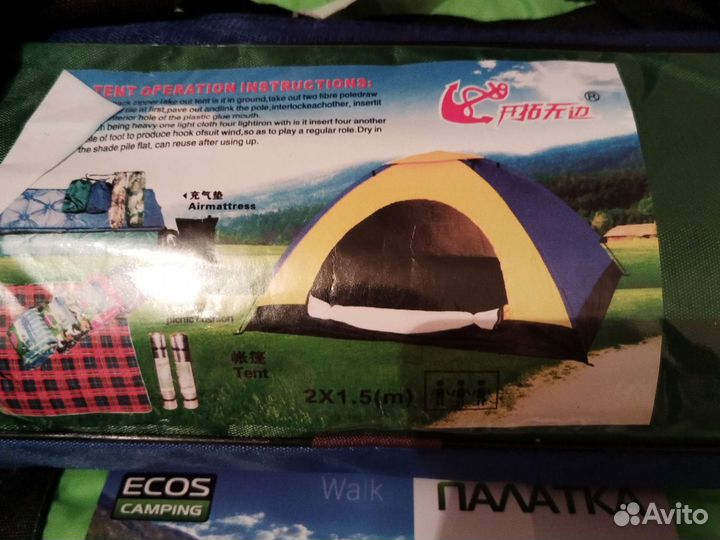 TENT OPERATION INSTRUCTIONS:
zipper take out tent is it in ground, take out two fibre poledraw
at first, pave out andlink the pole, interlockeachother, insertit
hole of the plastic glue mouth.
being heavy one light cloth four lightiron with is it insert four another
of foot to produce hook ofsuit wind, so as to play a regular role. Dry in
the shade pile flat, can reuse after using up.
开拓无边®
充气垫
Airmattress
picnic cushion
帐篷
Tent
2X1.5(m)
ECOS
CAMPING
Walk
ПАЛАТКА
Avito